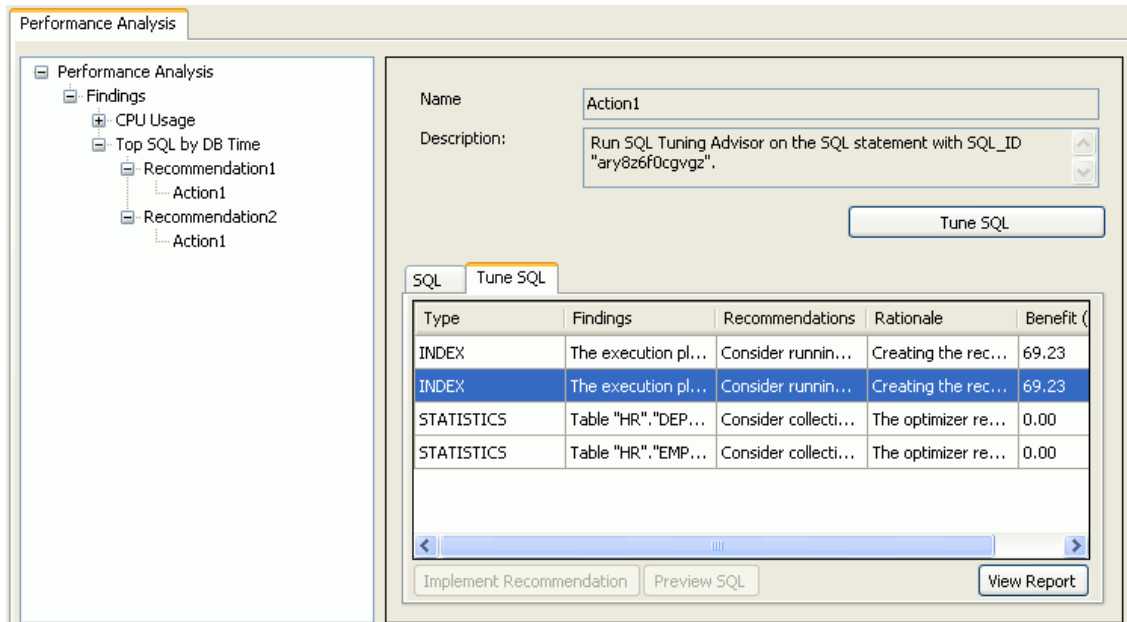 Performance Analysis
Performance Analysis
Findings
CPU Usage
Top SQL by DB Time
Recommendation1
Action1
Recommendation2
Action1
Name
Action1
Description:
Run SQL Tuning Advisor on the SQL statement with SQL_ID
"ary8z6f0cgvgz".
Tune SQL
SQL Tune SQL
Type Findings Recommendations Rationale Benefit (
INDEX The execution pl... Consider runnin... Creating the rec... 69.23
INDEX The execution pl... Consider runnin... Creating the rec... 69.23
STATISTICS Table "HR"."DEP... Consider collecti... The optimizer re... 0.00
STATISTICS Table "HR"."EMP... Consider collecti... The optimizer re... 0.00
Implement Recommendation Preview SQL View Report